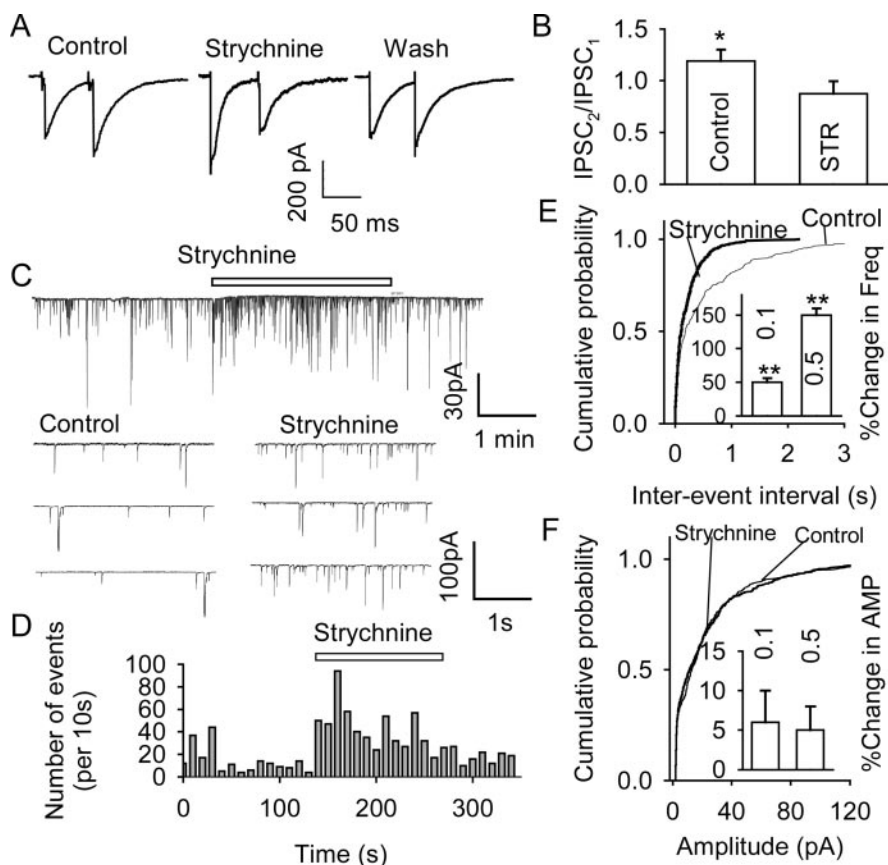 A
Control
Strychnine
Wash
200 pA
50 ms
B
IPSC2/IPSC1
1.5
1.0
0.5
0.0
*
Control
STR
C
Strychnine
30pA
1 min
Control
Strychnine
100pA
1s
D
Strychnine
Number of events
(per 10s)
100
80
60
40
20
0
0
100
200
300
Time (s)
E
Cumulative probability
1.0
0.5
0.0
Strychnine
Control
150
100
50
0
0.1
**
0.5
**
%Change in Freq
0
1
2
3
Inter-event interval (s)
F
Cumulative probability
1.0
0.5
0.0
Strychnine
Control
15
10
5
0
0.1
0.5
%Change in AMP
0
40
80
120
Amplitude (pA)